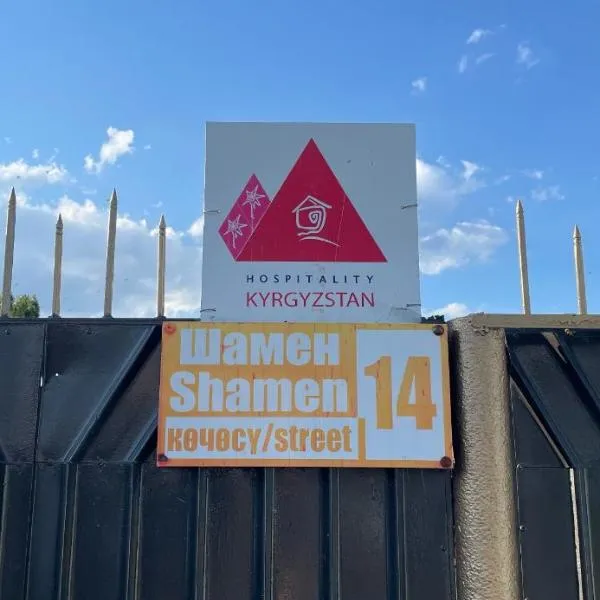 HOSPITALITY
KYRGYZSTAN
Шамен
Shamen
көчөсү/street
14